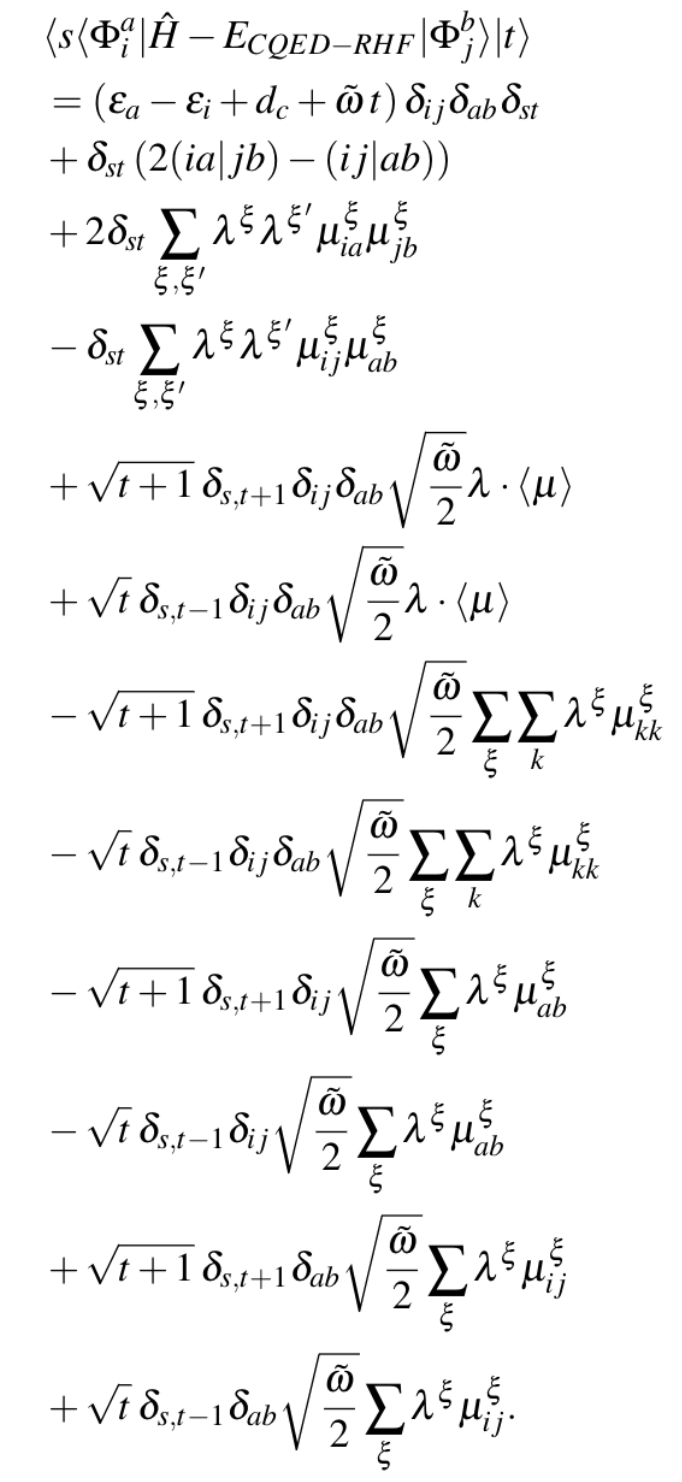 ⟨s⟨Φ_i^a|Ĥ − E_{CQED−RHF}|Φ_j^b⟩|t⟩
= (ε_a − ε_i + d_c + ω̃ t) δ_{ij}δ_{ab}δ_{st}
+ δ_{st} (2(ia|jb) − (ij|ab))
+ 2δ_{st} ∑_{ξ,ξ′} λ^ξ λ^{ξ′} μ_{ia}^ξ μ_{jb}^ξ
− δ_{st} ∑_{ξ,ξ′} λ^ξ λ^{ξ′} μ_{ij}^ξ μ_{ab}^ξ
+ √(t+1) δ_{s,t+1}δ_{ij}δ_{ab} √(ω̃/2) λ · ⟨μ⟩
+ √t δ_{s,t−1}δ_{ij}δ_{ab} √(ω̃/2) λ · ⟨μ⟩
− √(t+1) δ_{s,t+1}δ_{ij}δ_{ab} √(ω̃/2) ∑_ξ ∑_k λ^ξ μ_{kk}^ξ
− √t δ_{s,t−1}δ_{ij}δ_{ab} √(ω̃/2) ∑_ξ ∑_k λ^ξ μ_{kk}^ξ
− √(t+1) δ_{s,t+1}δ_{ij} √(ω̃/2) ∑_ξ λ^ξ μ_{ab}^ξ
− √t δ_{s,t−1}δ_{ij} √(ω̃/2) ∑_ξ λ^ξ μ_{ab}^ξ
+ √(t+1) δ_{s,t+1}δ_{ab} √(ω̃/2) ∑_ξ λ^ξ μ_{ij}^ξ
+ √t δ_{s,t−1}δ_{ab} √(ω̃/2) ∑_ξ λ^ξ μ_{ij}^ξ.